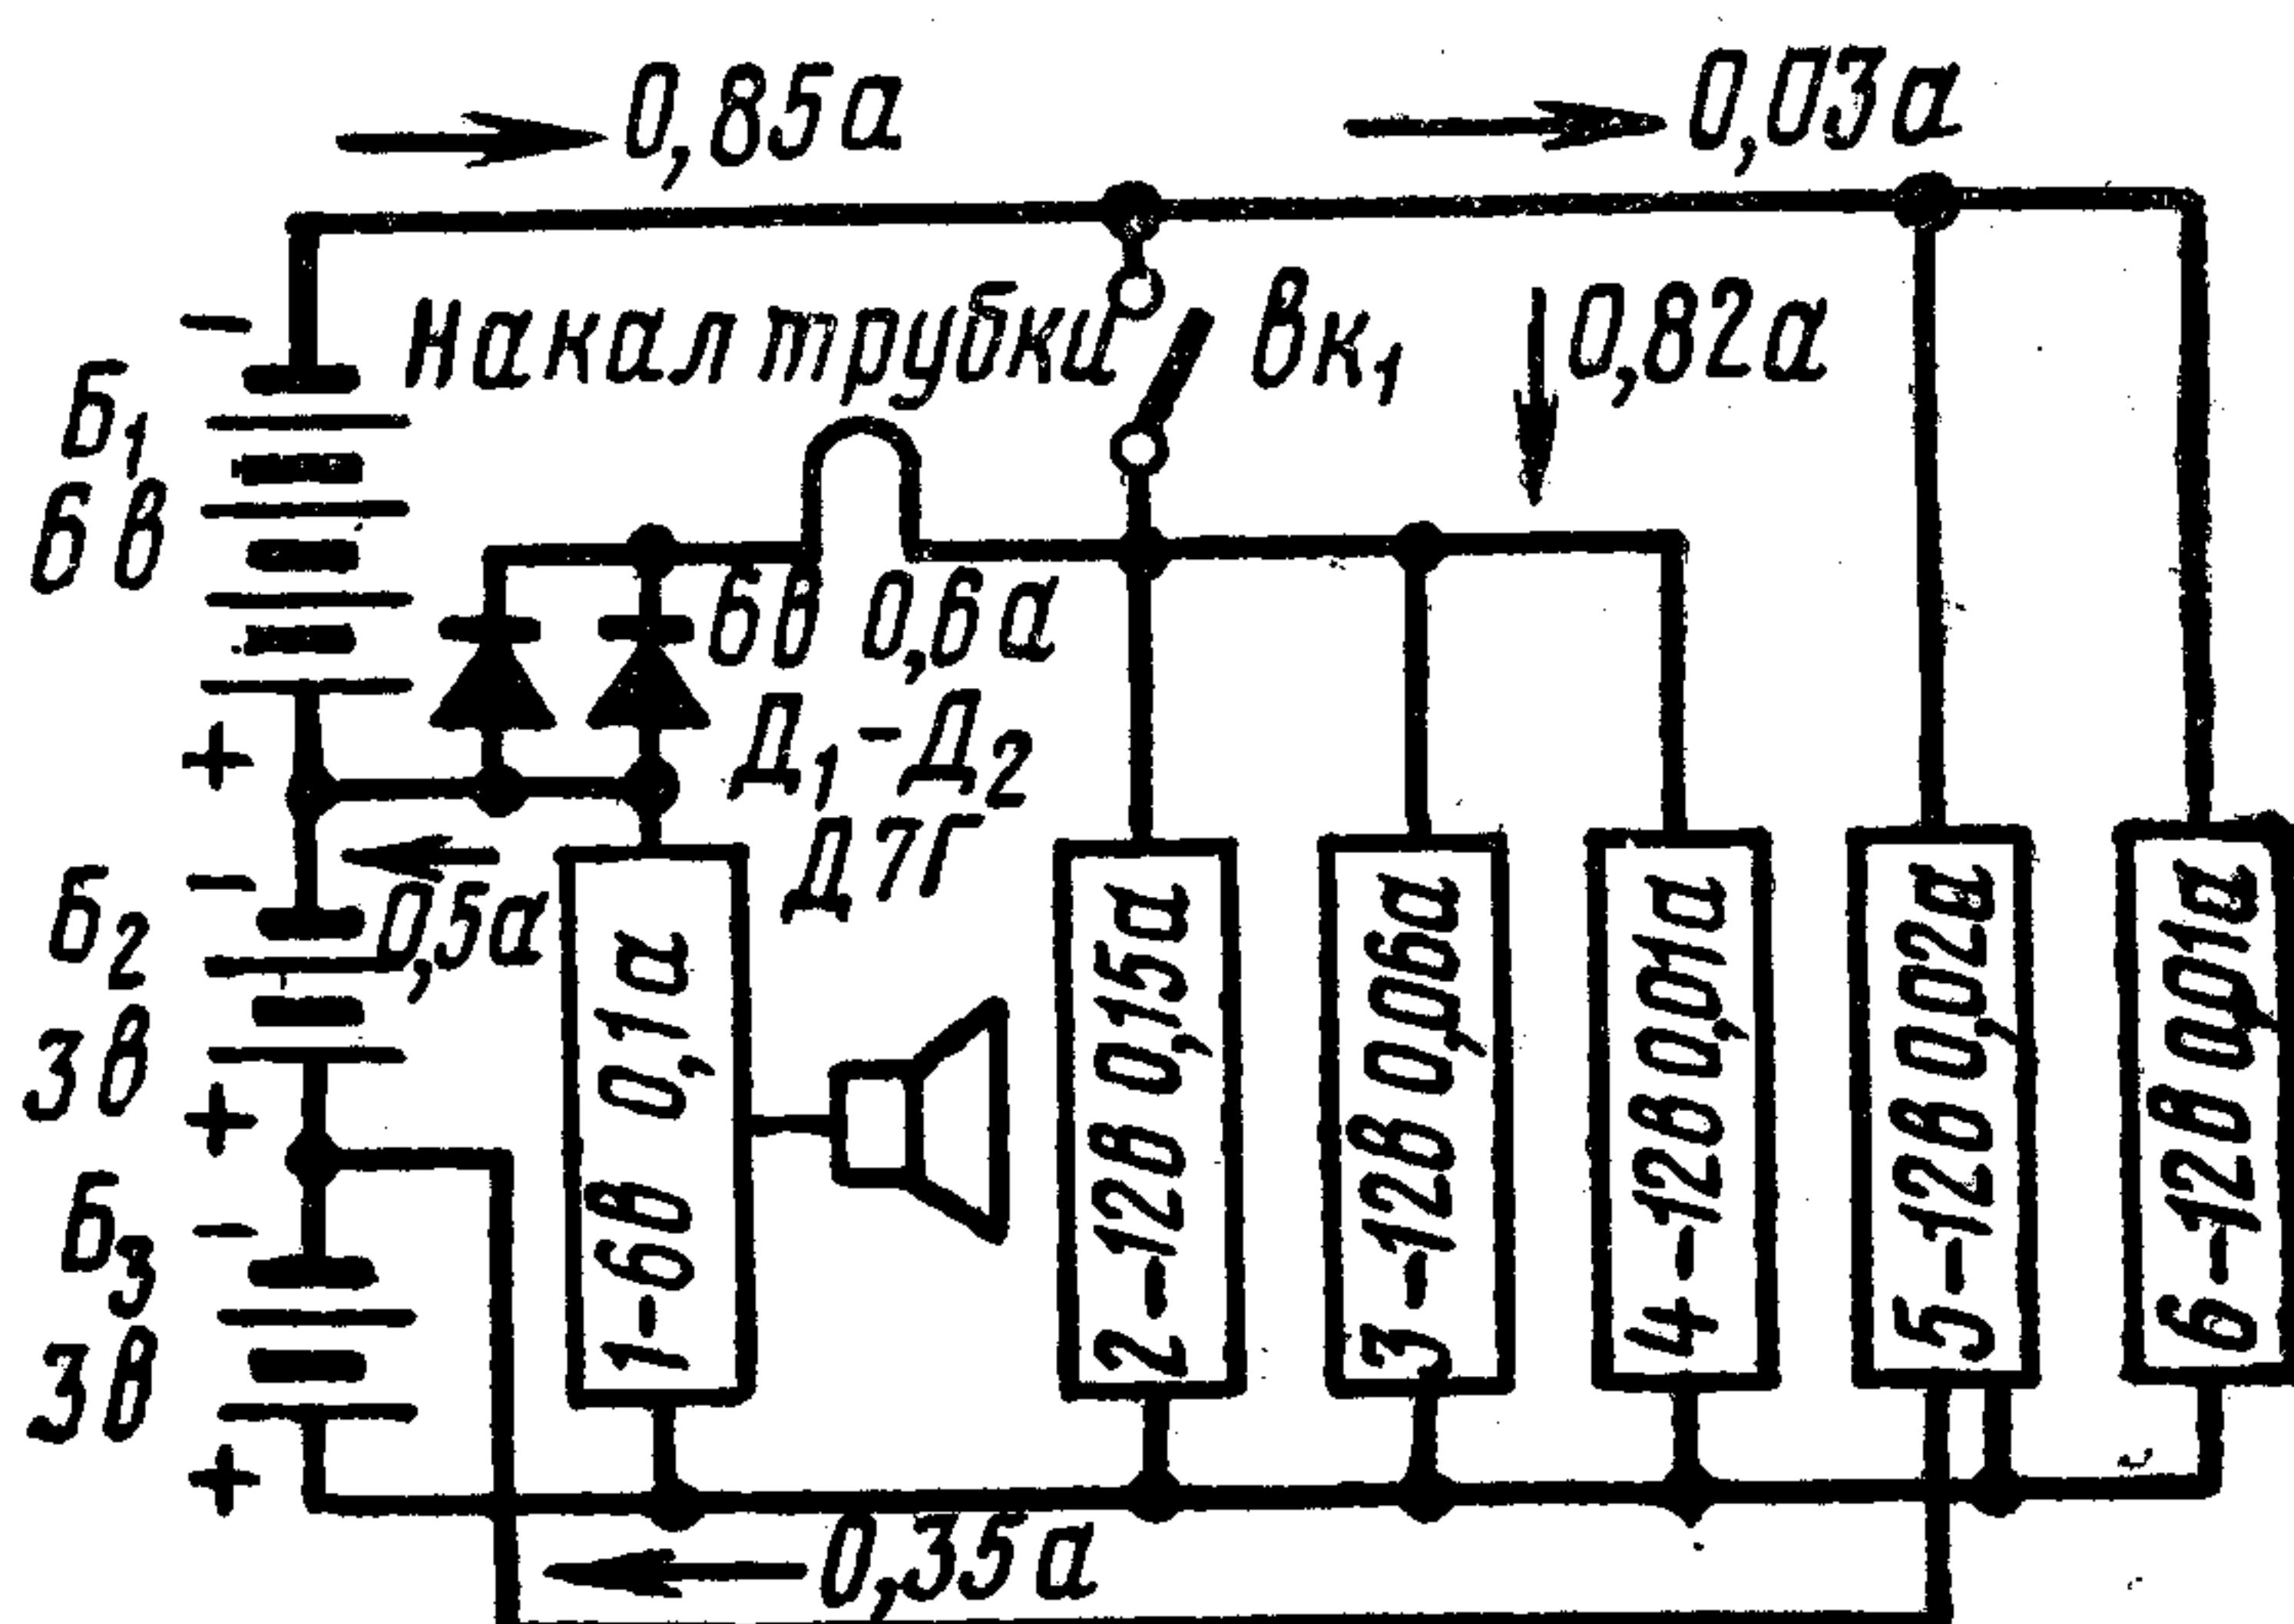 0,85а
0,03а
−
накал трубки
Вк1
0,82а
Б1
6в
6в 0,6а
Д1-Д2
Д7Г
+
−
Б2
0,5а
3в
+
Б3
−
3в
+
1-6в 0,1а
2-12в 0,15а
3-12в 0,06а
4-12в 0,01а
5-12в 0,02а
6-12в 0,01а
0,35а